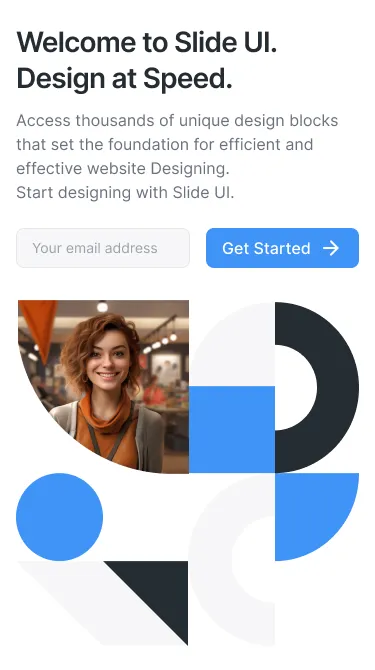 Welcome to Slide UI.
Design at Speed.
Access thousands of unique design blocks
that set the foundation for efficient and
effective website Designing.
Start designing with Slide UI.
Your email address
Get Started